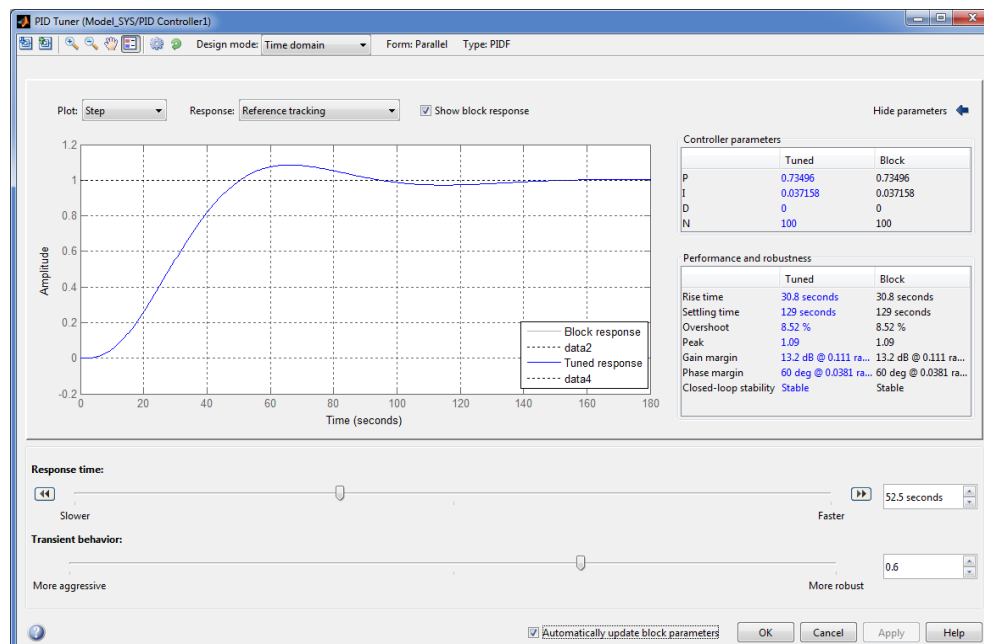 PID Tuner (Model_SYS/PID Controller1)
Design mode: Time domain Form: Parallel Type: PIDF
Plot: Step Response: Reference tracking Show block response Hide parameters
1.2
1
0.8
0.6
0.4
0.2
0
-0.2
Amplitude
0 20 40 60 80 100 120 140 160 180
Time (seconds)
Block response
data2
Tuned response
data4
Controller parameters
Tuned Block
P 0.73496 0.73496
I 0.037158 0.037158
D 0 0
N 100 100
Performance and robustness
Tuned Block
Rise time 30.8 seconds 30.8 seconds
Settling time 129 seconds 129 seconds
Overshoot 8.52 % 8.52 %
Peak 1.09 1.09
Gain margin 13.2 dB @ 0.111 ra... 13.2 dB @ 0.111 ra...
Phase margin 60 deg @ 0.0381 ra... 60 deg @ 0.0381 ra...
Closed-loop stability Stable Stable
Response time:
52.5 seconds
Slower Faster
Transient behavior:
0.6
More aggressive More robust
Automatically update block parameters OK Cancel Apply Help